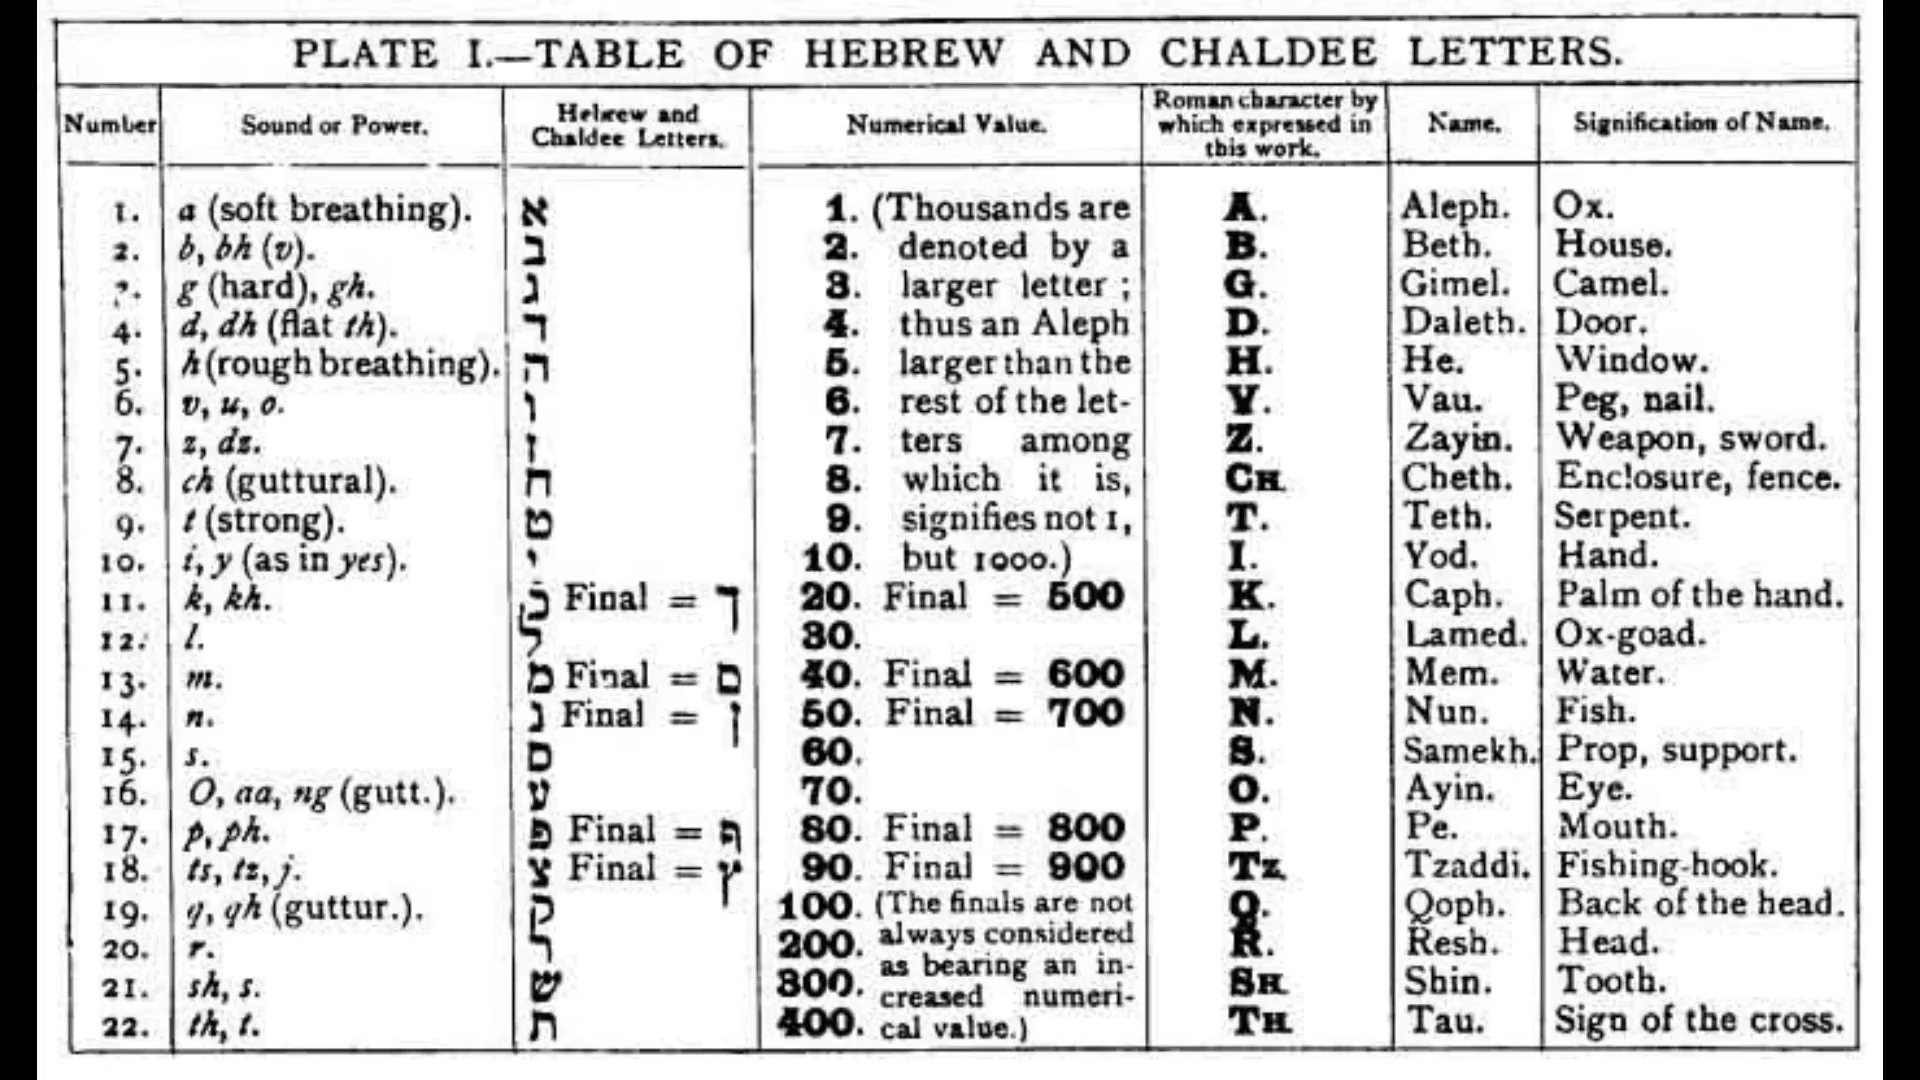 PLATE I.—TABLE OF HEBREW AND CHALDEE LETTERS.
Number Sound or Power. Hebrew and Chaldee Letters. Numerical Value. Roman character by which expressed in this work. Name. Signification of Name.
1. a (soft breathing). א 1. (Thousands are A. Aleph. Ox.
2. b, bh (v). ב 2. denoted by a B. Beth. House.
g (hard), gh. ג 3. larger letter; G. Gimel. Camel.
4. d, dh (flat th). ד 4. thus an Aleph D. Daleth. Door.
5. h (rough breathing). ה 5. larger than the H. He. Window.
6. v, u, o. ו 6. rest of the let- V. Vau. Peg, nail.
7. z, dz. ז 7. ters among Z. Zayin. Weapon, sword.
8. ch (guttural). ח 8. which it is, CH. Cheth. Enclosure, fence.
9. t (strong). ט 9. signifies not 1, T. Teth. Serpent.
10. i, y (as in yes). י 10. but 1000.) I. Yod. Hand.
11. k, kh. כ Final = ך 20. Final = 500 K. Caph. Palm of the hand.
12. l. ל 30. L. Lamed. Ox-goad.
13. m. מ Final = ם 40. Final = 600 M. Mem. Water.
14. n. נ Final = ן 50. Final = 700 N. Nun. Fish.
15. s. ס 60. S. Samekh. Prop, support.
16. O, aa, ng (gutt.). ע 70. O. Ayin. Eye.
17. p, ph. פ Final = ף 80. Final = 800 P. Pe. Mouth.
18. ts, tz, j. צ Final = ץ 90. Final = 900 TZ. Tzaddi. Fishing-hook.
19. q, qh (guttur.). ק 100. (The finals are not Q. Qoph. Back of the head.
20. r. ר 200. always considered R. Resh. Head.
as bearing an in-
21. sh, s. ש 300. creased numeri- SH. Shin. Tooth.
22. th, t. ת 400. cal value.) TH. Tau. Sign of the cross.